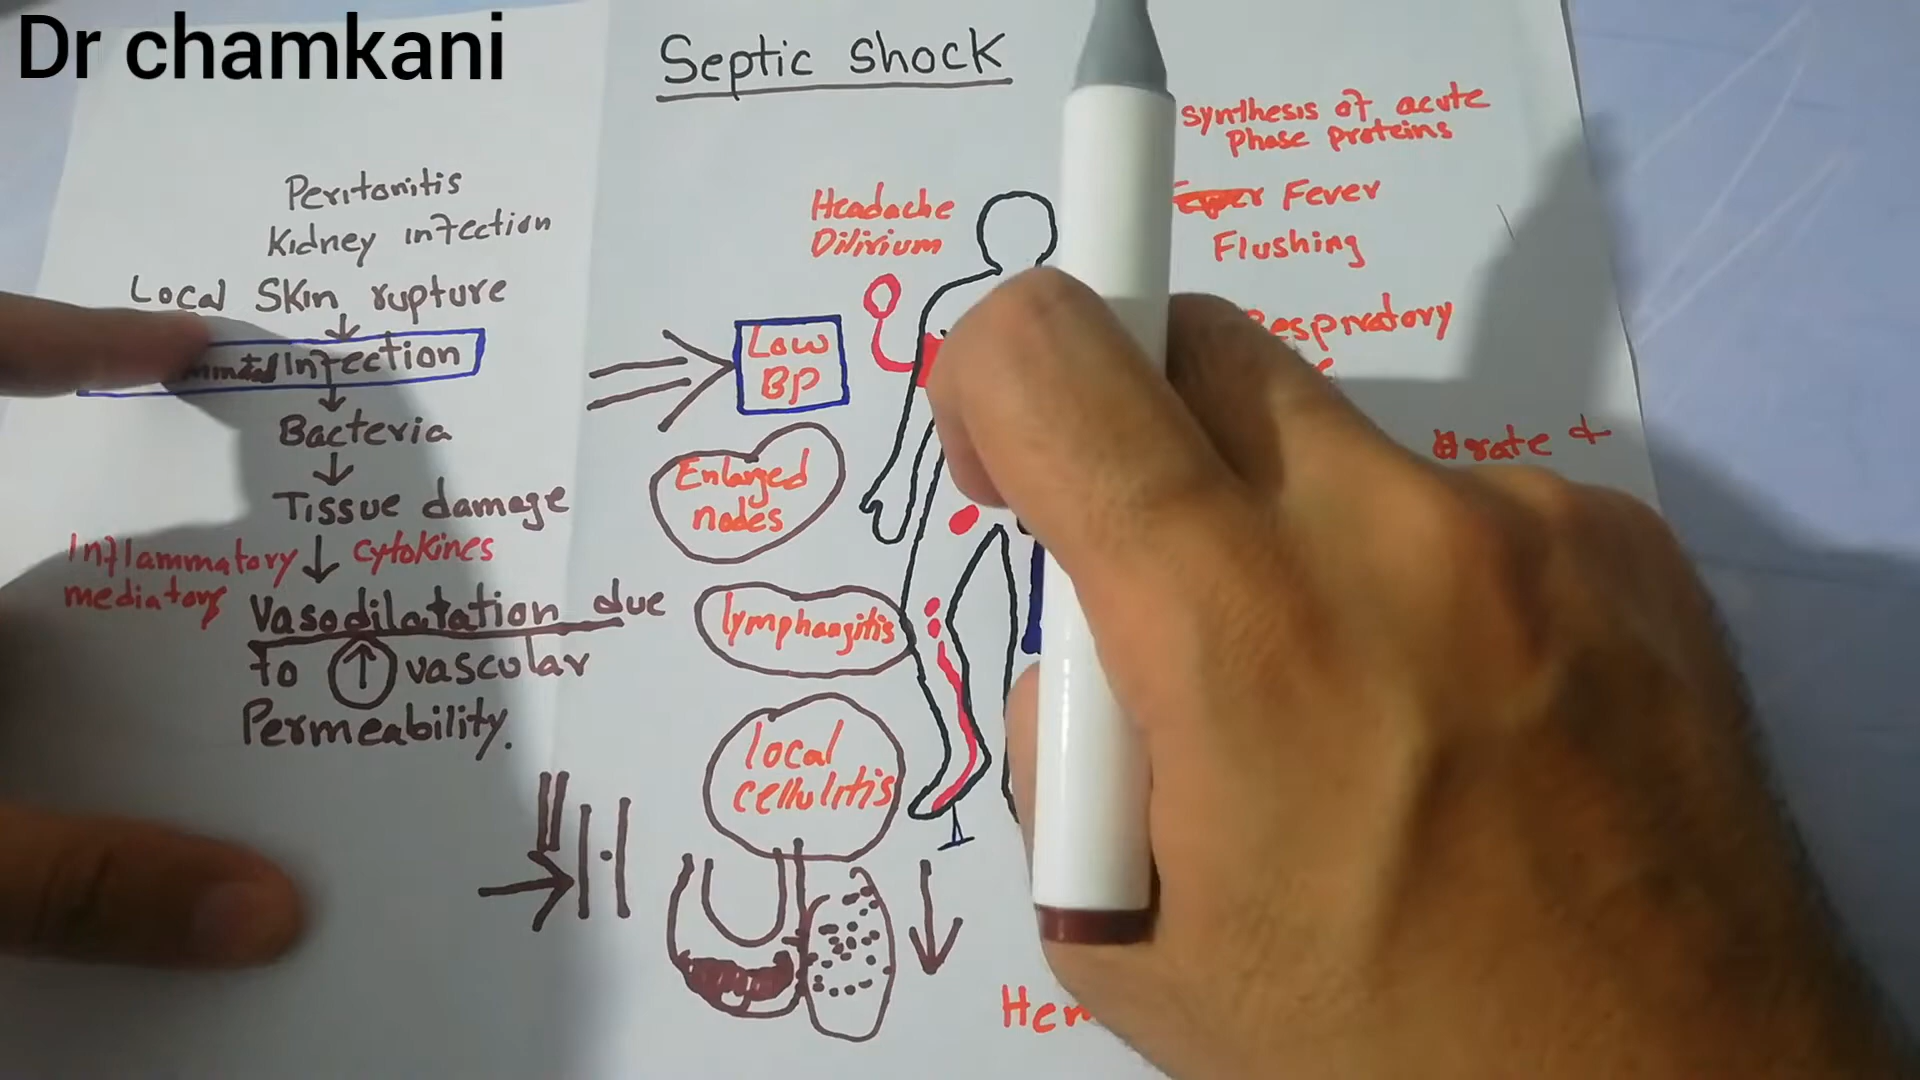 Dr chamkani
Septic shock
Peritonitis
Kidney infection
Local Skin rupture
Infection
Bacteria
Tissue damage
Inflammatory cytokines
mediators
Vasodilatation due
to ↑ vascular
Permeability.
Headache
Dilirium
Low
BP
Enlarged
nodes
lymphangitis
local
cellulitis
synthesis of acute
Phase proteins
Fever
Flushing
rate &